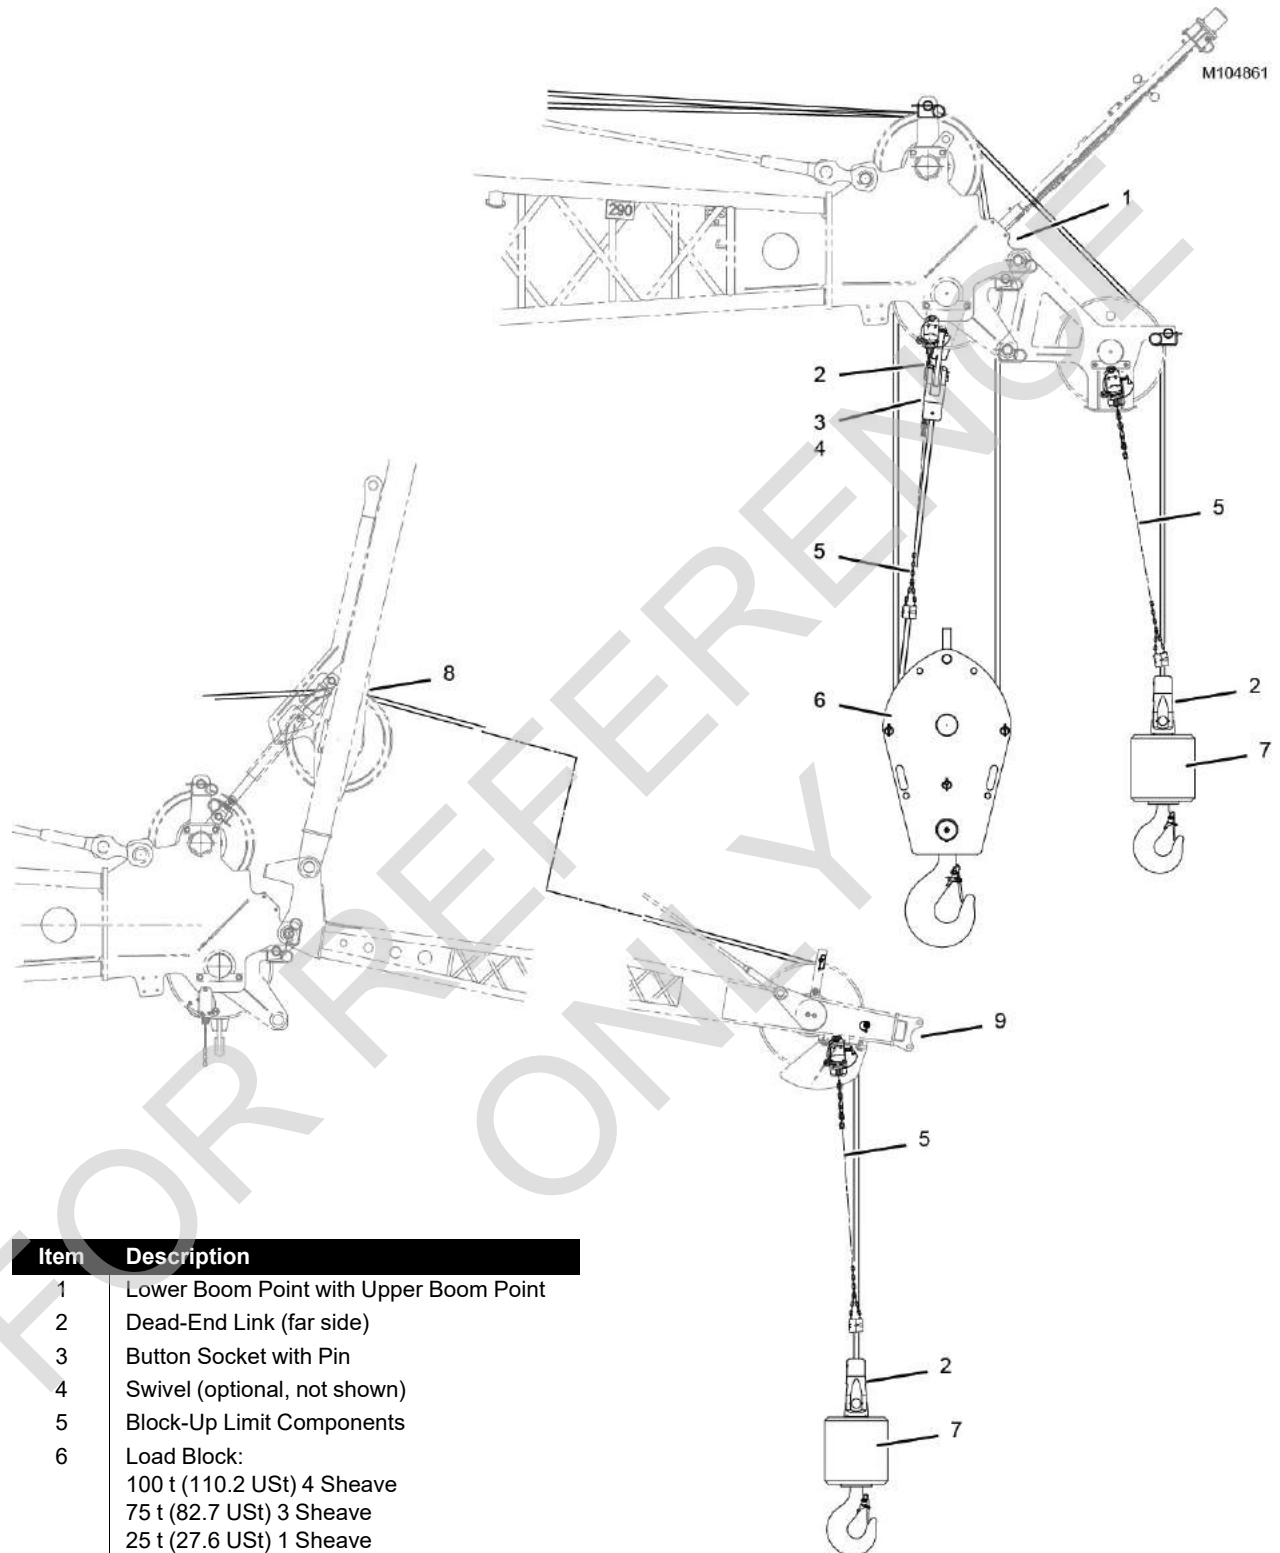 M104861
290
1
2
3
4
5
5
6
2
7
8
9
5
2
7
FOR REFERENCE
ONLY
Item Description
1 Lower Boom Point with Upper Boom Point
2 Dead-End Link (far side)
3 Button Socket with Pin
4 Swivel (optional, not shown)
5 Block-Up Limit Components
6 Load Block:
100 t (110.2 USt) 4 Sheave
75 t (82.7 USt) 3 Sheave
25 t (27.6 USt) 1 Sheave